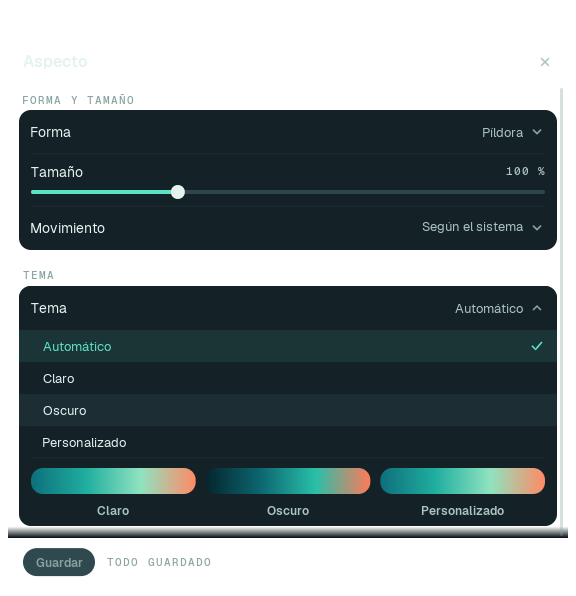 Aspecto
FORMA Y TAMAÑO
Forma Píldora
Tamaño 100 %
Movimiento Según el sistema
TEMA
Tema Automático
Automático
Claro
Oscuro
Personalizado
Claro Oscuro Personalizado
Guardar TODO GUARDADO